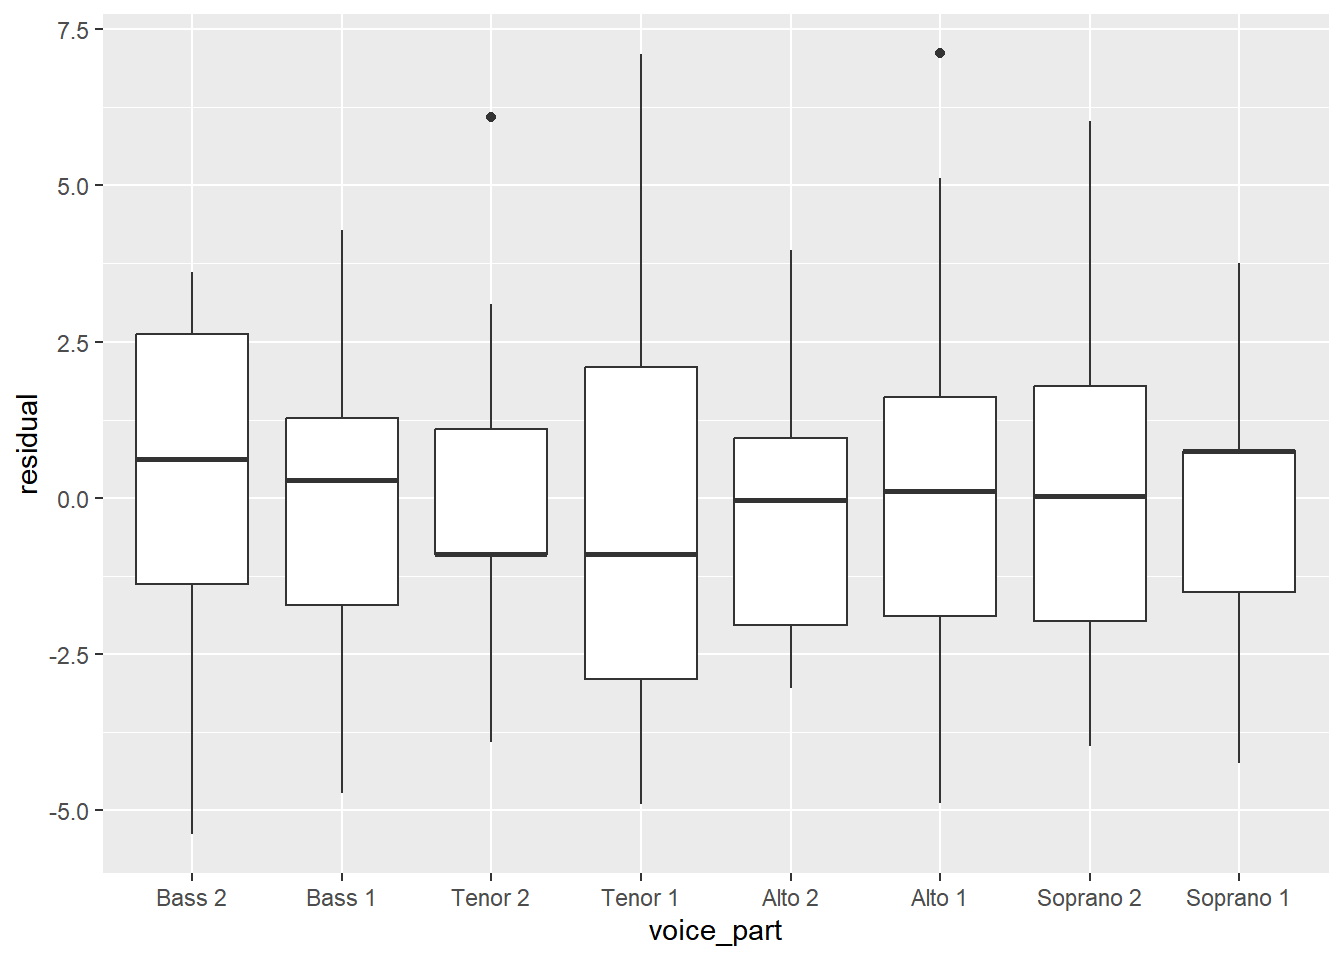 7.5
5.0
2.5
0.0
-2.5
-5.0
residual
Bass 2 Bass 1 Tenor 2 Tenor 1 Alto 2 Alto 1 Soprano 2 Soprano 1
voice_part